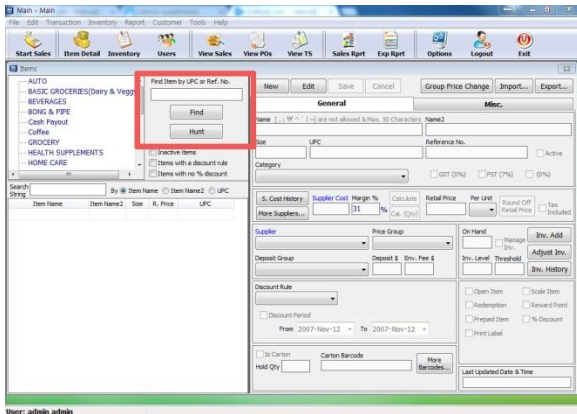 Main - Main
File Edit Transaction Inventory Report Customer Tools Help
Start Sales Item Detail Inventory Users View Sales View POs View TS Sales Rprt Exp Rprt Options Logout Exit
Items
AUTO
BASIC GROCERIES(Dairy & Veggy
BEVERAGES
BONG & PIPE
Cash Payout
Coffee
GROCERY
HEALTH SUPPLEMENTS
HOME CARE
Find Item by UPC or Ref. No.
Find
Hunt
Inactive Items
Items with a discount rule
Items with no % discount
Search String By Item Name Item Name2 UPC
Item Name Item Name2 Size R. Price UPC
New Edit Save Cancel Group Price Change Import... Export...
General Misc.
Name [ , ; ₩ ^ ' | ~] are not allowed & Max. 50 Characters Name2
Size UPC Reference No.
Active
Category
GST (5%) PST (7%) (0%)
S. Cost History Supplier Cost Margin % Calculate Retail Price Per Unit Round Off Retail Price Tax Included
More Suppliers... 31 % Cal. (Qty)
Supplier Price Group
Deposit Group Deposit $ Env. Fee $
On Hand Manage Inv. Inv. Add
Adjust Inv.
Inv. Level Threshold Inv. History
Discount Rule
Discount Period
From 2007-Nov-12 To 2007-Nov-12
Open Item Scale Item
Redemption Reward Point
Prepaid Item % Discount
Print Label
Is Carton Carton Barcode
Hold Qty More Barcodes...
Last Updated Date & Time
User: admin admin